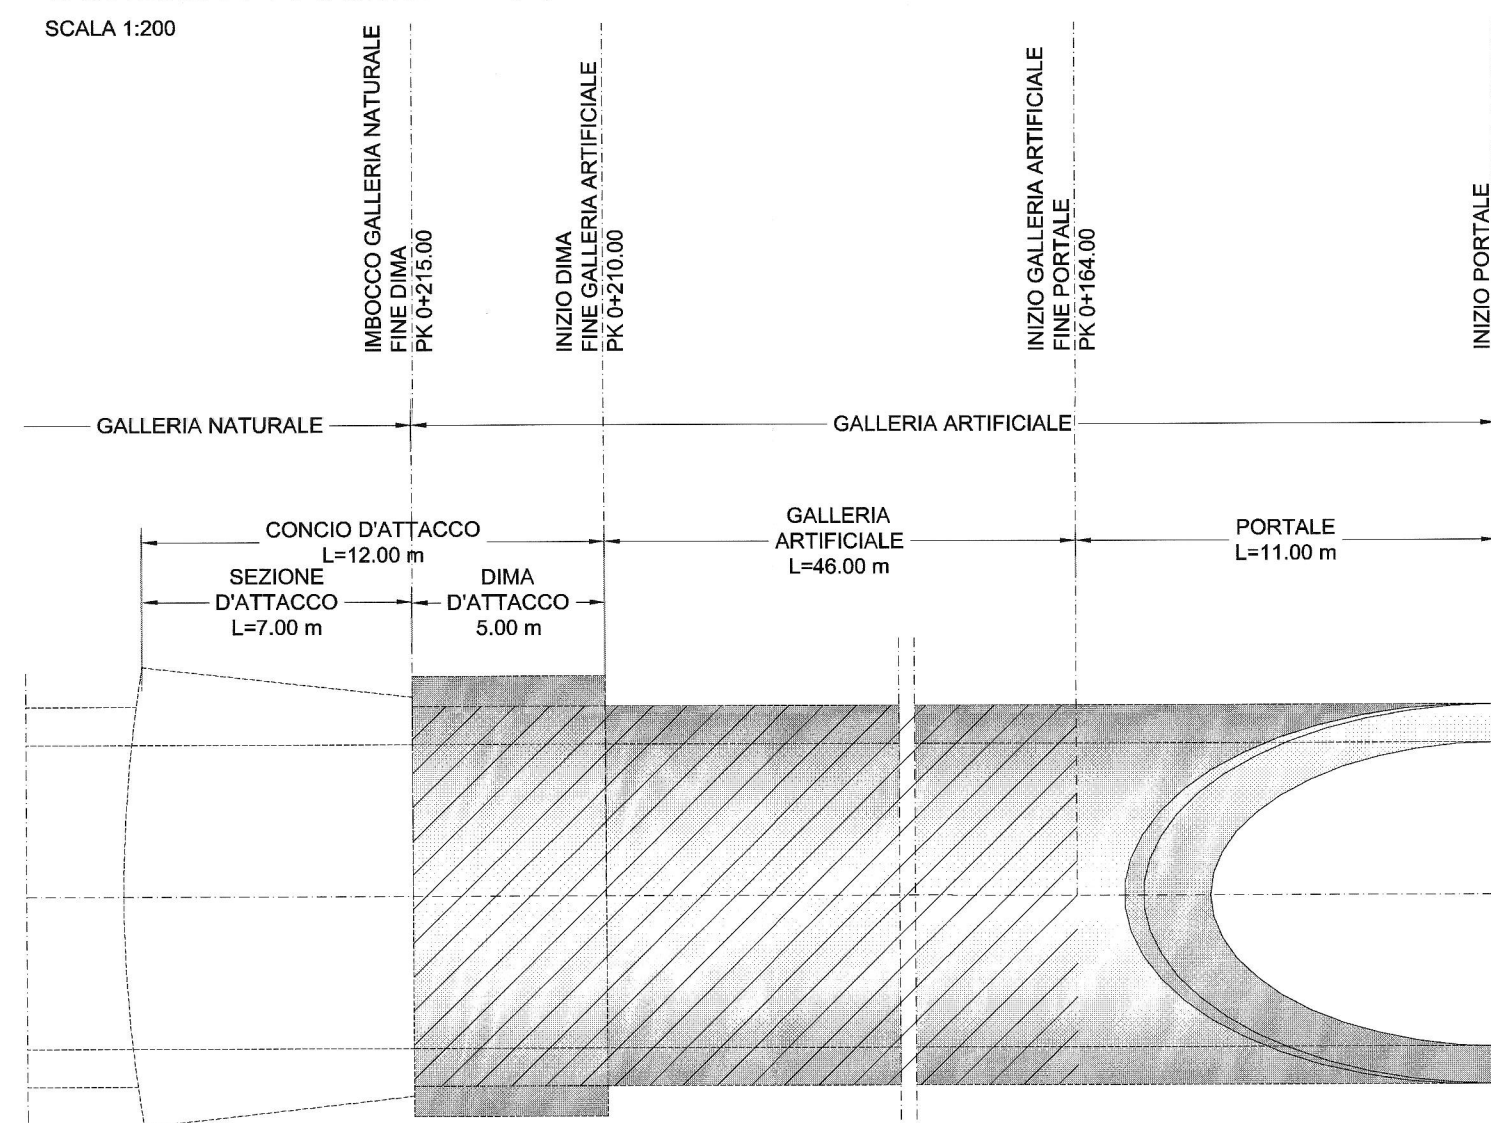 SCALA 1:200
IMBOCCO GALLERIA NATURALE
FINE DIMA
PK 0+215.00
INIZIO DIMA
FINE GALLERIA ARTIFICIALE
PK 0+210.00
INIZIO GALLERIA ARTIFICIALE
FINE PORTALE
PK 0+164.00
INIZIO PORTALE
GALLERIA NATURALE
GALLERIA ARTIFICIALE
CONCIO D'ATTACCO
L=12.00 m
GALLERIA
ARTIFICIALE
L=46.00 m
PORTALE
L=11.00 m
SEZIONE
D'ATTACCO
L=7.00 m
DIMA
D'ATTACCO
5.00 m